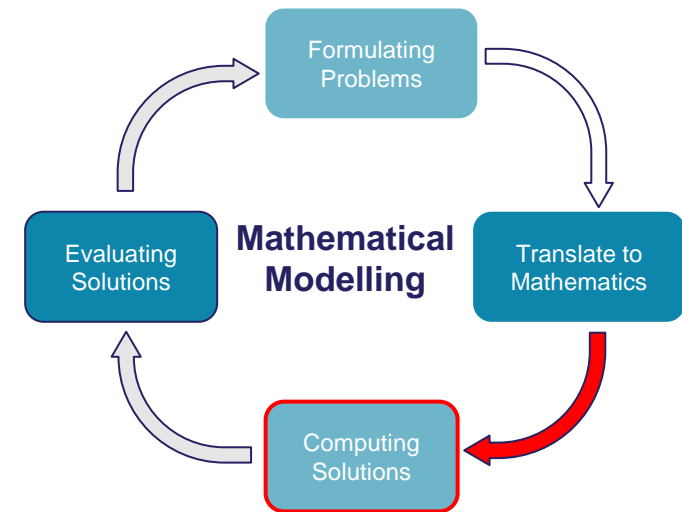 Formulating
Problems
Evaluating
Solutions
Mathematical
Modelling
Translate to
Mathematics
Computing
Solutions